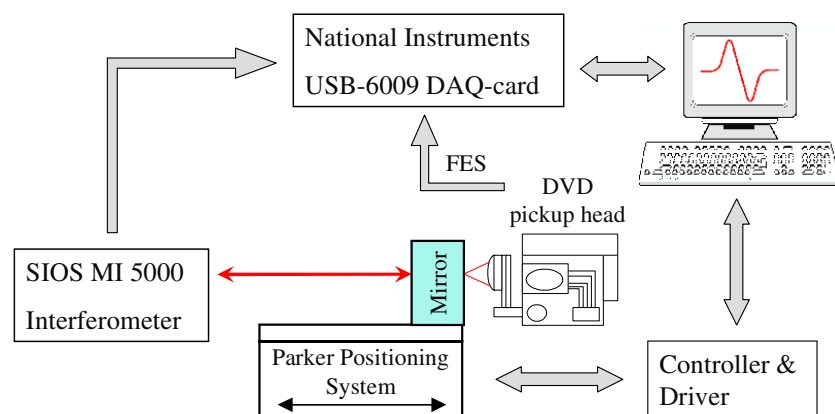 National Instruments
USB-6009 DAQ-card
FES
DVD
pickup head
SIOS MI 5000
Interferometer
Mirror
Parker Positioning
System
Controller &
Driver